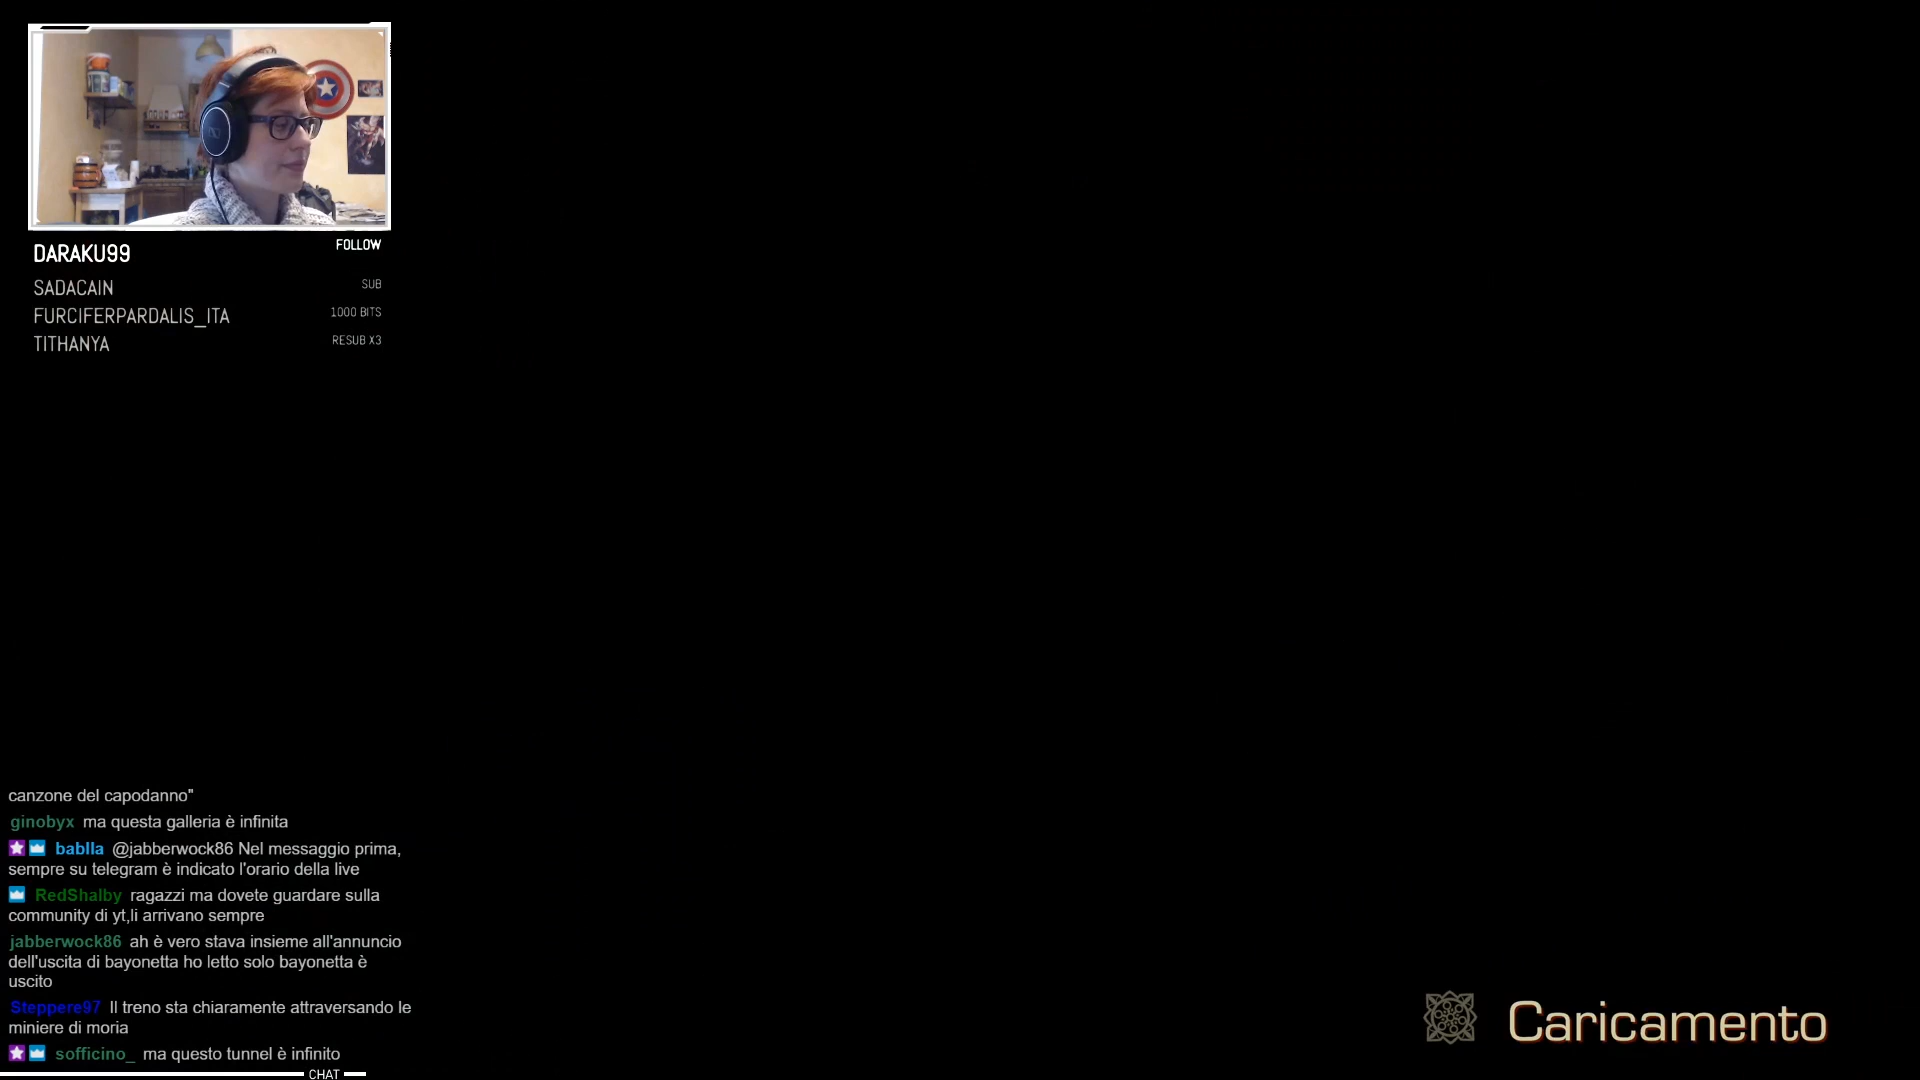 DARAKU99 FOLLOW
SADACAIN SUB
FURCIFERPARDALIS_ITA 1000 BITS
TITHANYA RESUB X3
canzone del capodanno"
ginobyx ma questa galleria è infinita
bablla @jabberwock86 Nel messaggio prima,
sempre su telegram è indicato l'orario della live
RedShalby ragazzi ma dovete guardare sulla
community di yt,li arrivano sempre
jabberwock86 ah è vero stava insieme all'annuncio
dell'uscita di bayonetta ho letto solo bayonetta è
uscito
Steppere97 Il treno sta chiaramente attraversando le
miniere di moria
sofficino_ ma questo tunnel è infinito
CHAT
Caricamento